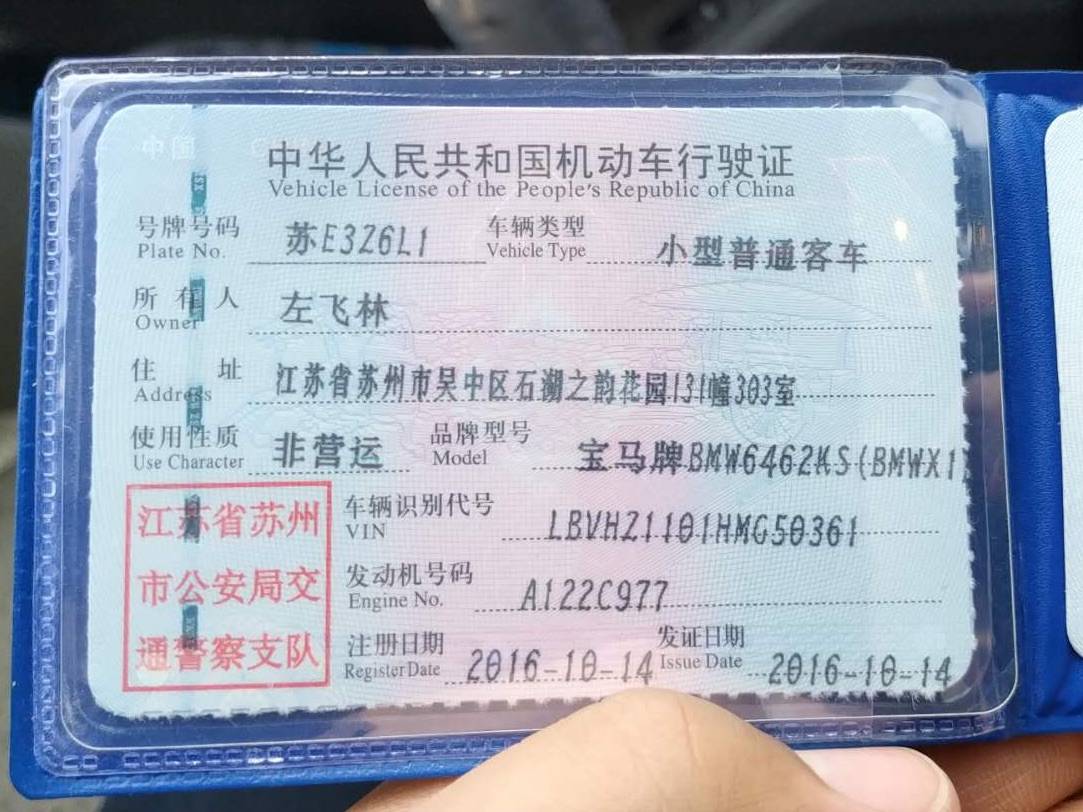 中华人民共和国机动车行驶证
Vehicle License of the People's Republic of China
号牌号码 苏E3Z6L1 车辆类型 小型普通客车
Plate No. Vehicle Type
所有人 左飞林
Owner
住址 江苏省苏州市吴中区石湖之韵花园131幢303室
Address
使用性质 非营运 品牌型号 宝马牌BMW6462KS(BMWX1)
Use Character Model
江苏省苏州
市公安局交
通警察支队
车辆识别代号 LBVHZ1101HMG50361
VIN
发动机号码 A122C977
Engine No.
注册日期 2016-10-14 发证日期 2016-10-14
Register Date Issue Date